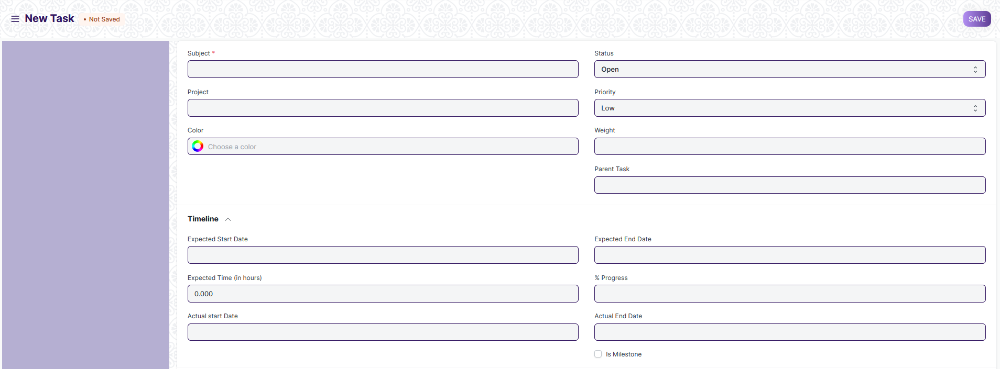 New Task
• Not Saved
SAVE
Subject *
Status
Open
Project
Priority
Low
Color
Choose a color
Weight
Parent Task
Timeline
Expected Start Date
Expected End Date
Expected Time (in hours)
0.000
% Progress
Actual start Date
Actual End Date
Is Milestone